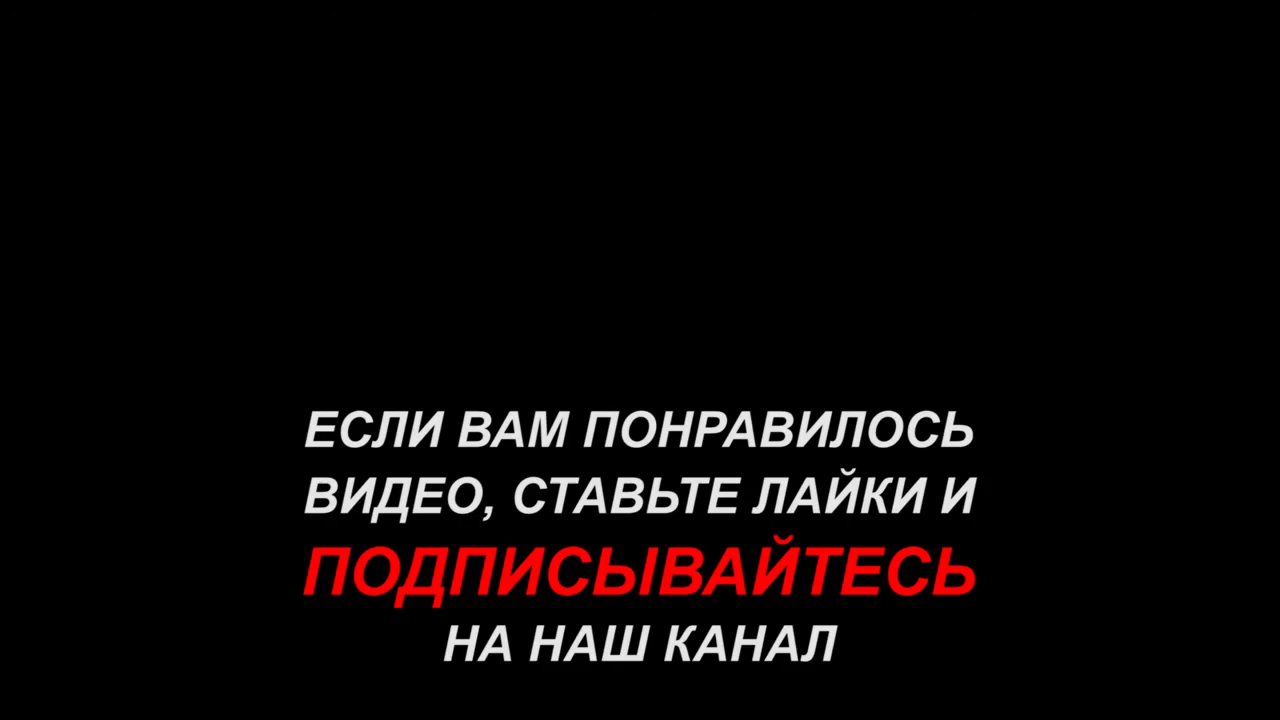 ЕСЛИ ВАМ ПОНРАВИЛОСЬ
ВИДЕО, СТАВЬТЕ ЛАЙКИ И
ПОДПИСЫВАЙТЕСЬ
НА НАШ КАНАЛ